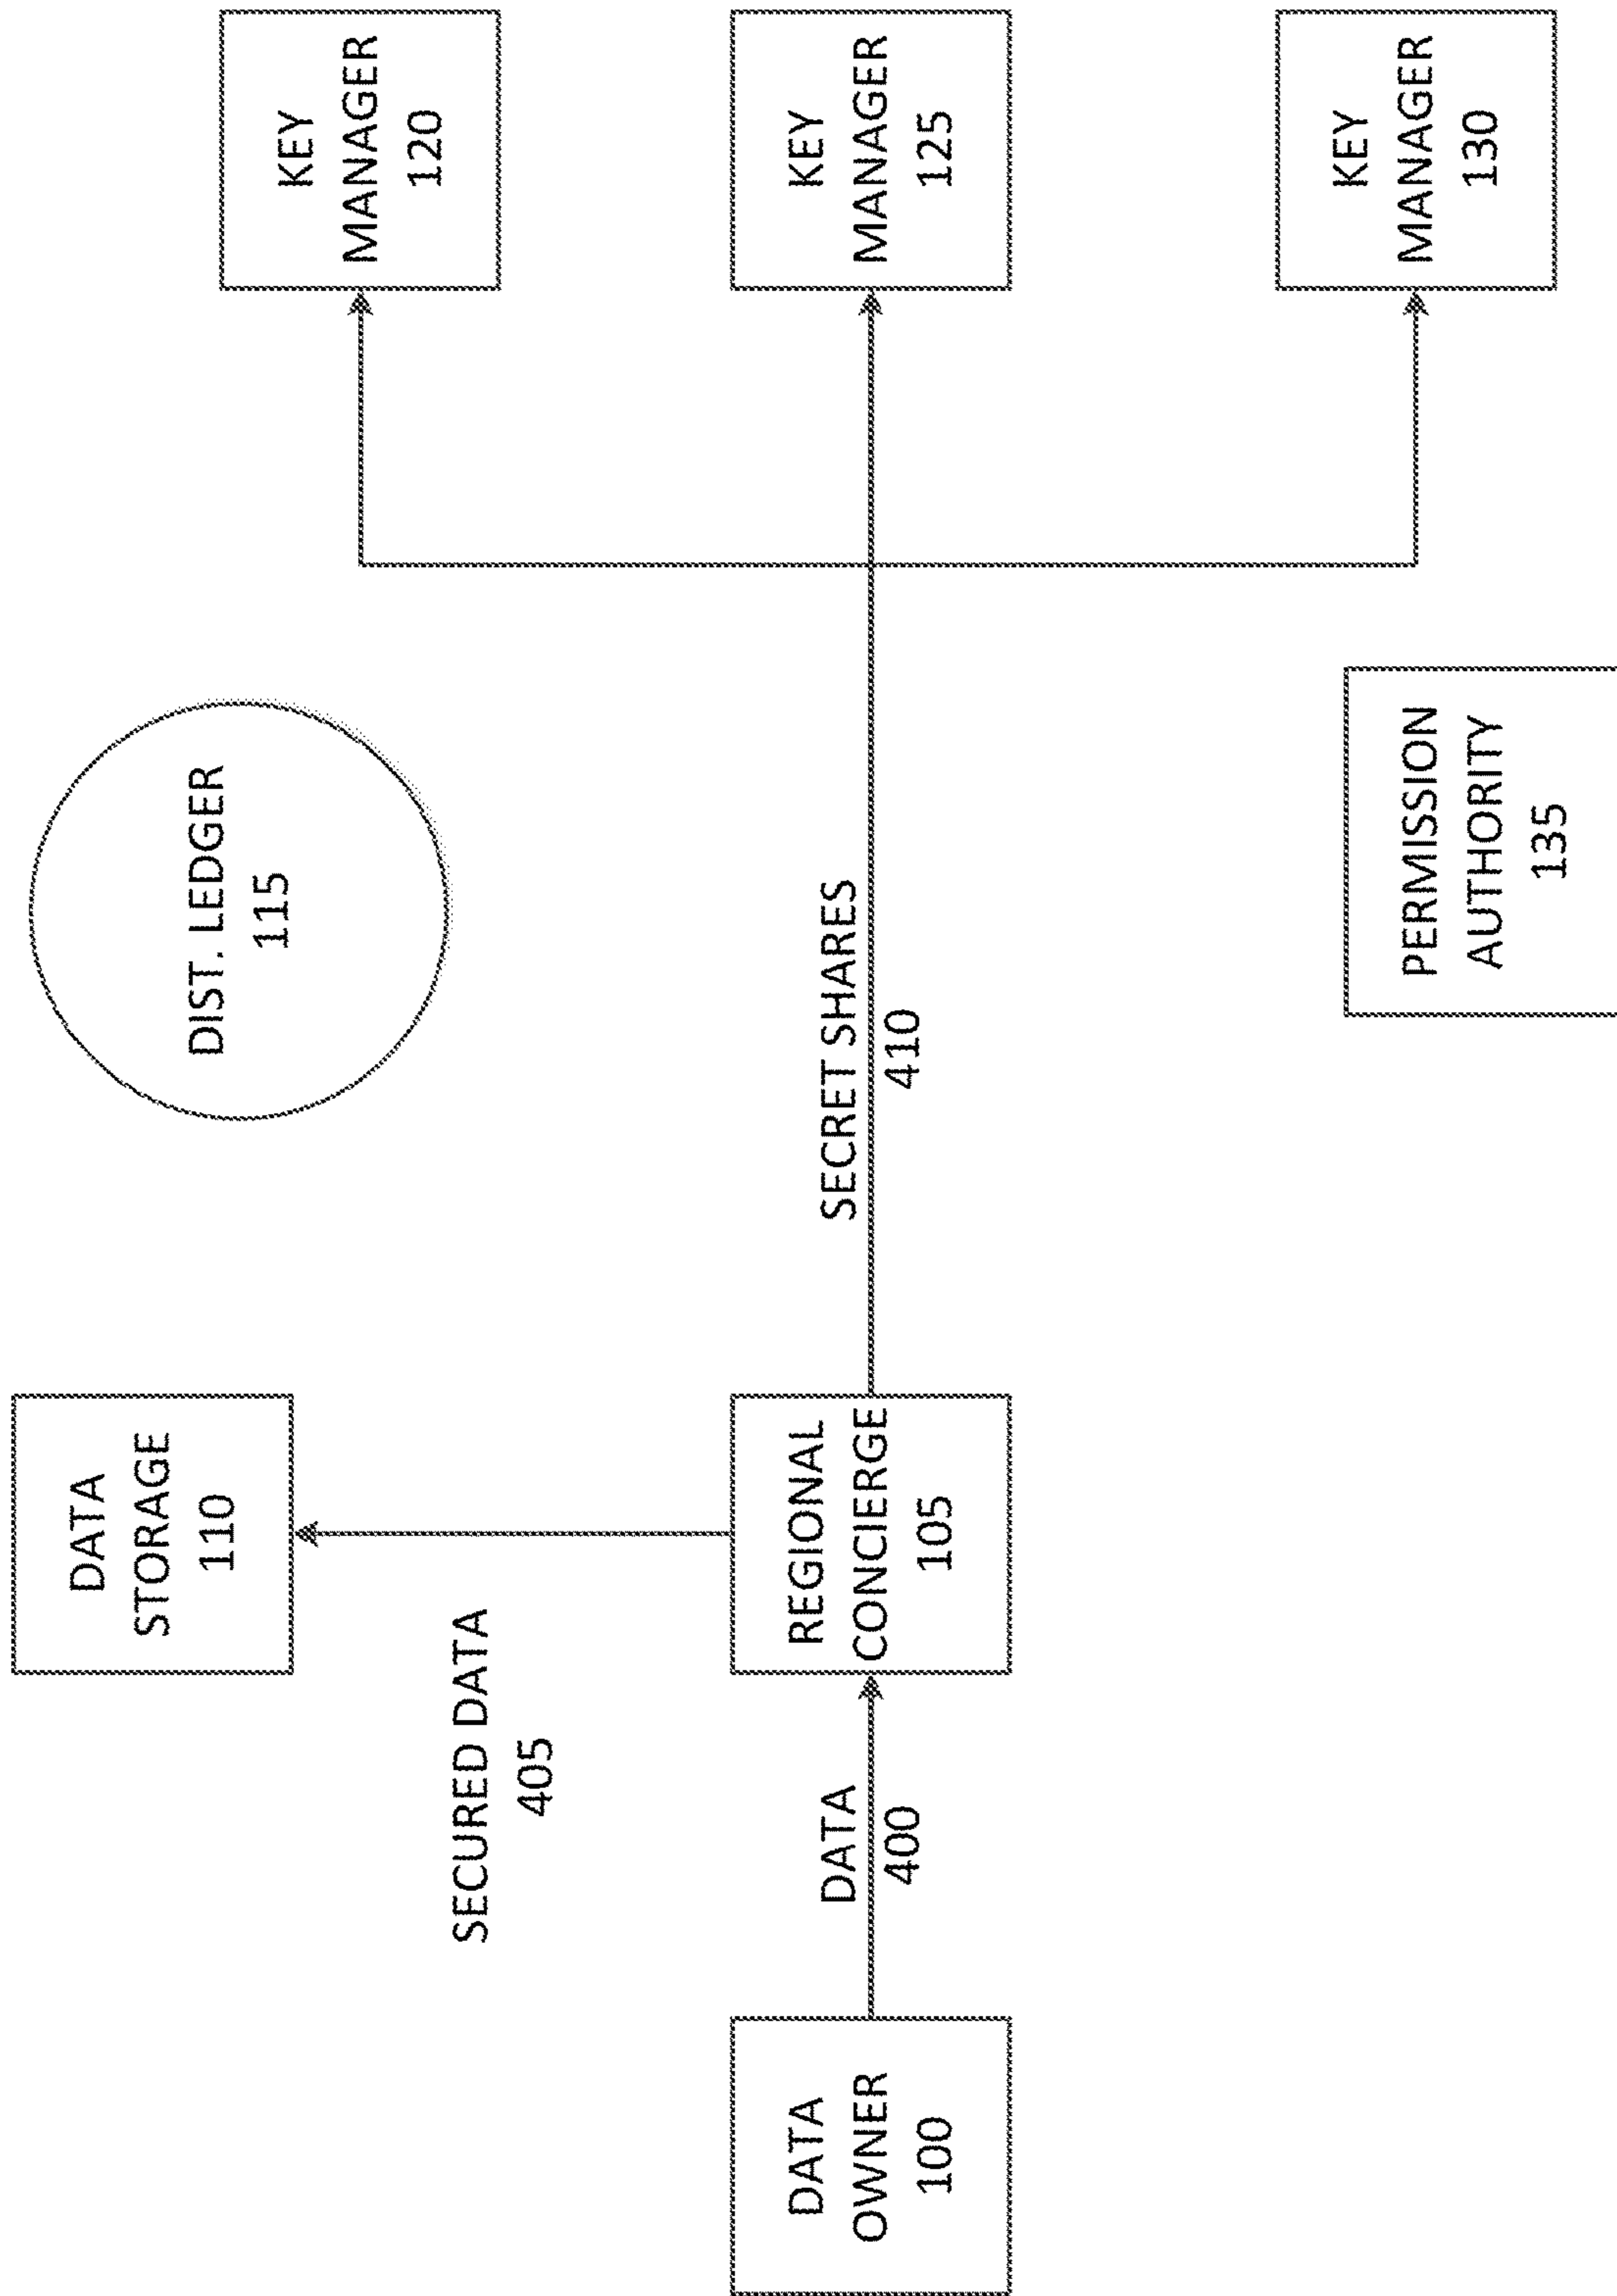 DATA
STORAGE
110
DIST. LEDGER
115
KEY
MANAGER
120
SECURED DATA
405
DATA
OWNER
100
DATA
400
REGIONAL
CONCIERGE
105
SECRET SHARES
410
KEY
MANAGER
125
PERMISSION
AUTHORITY
135
KEY
MANAGER
130